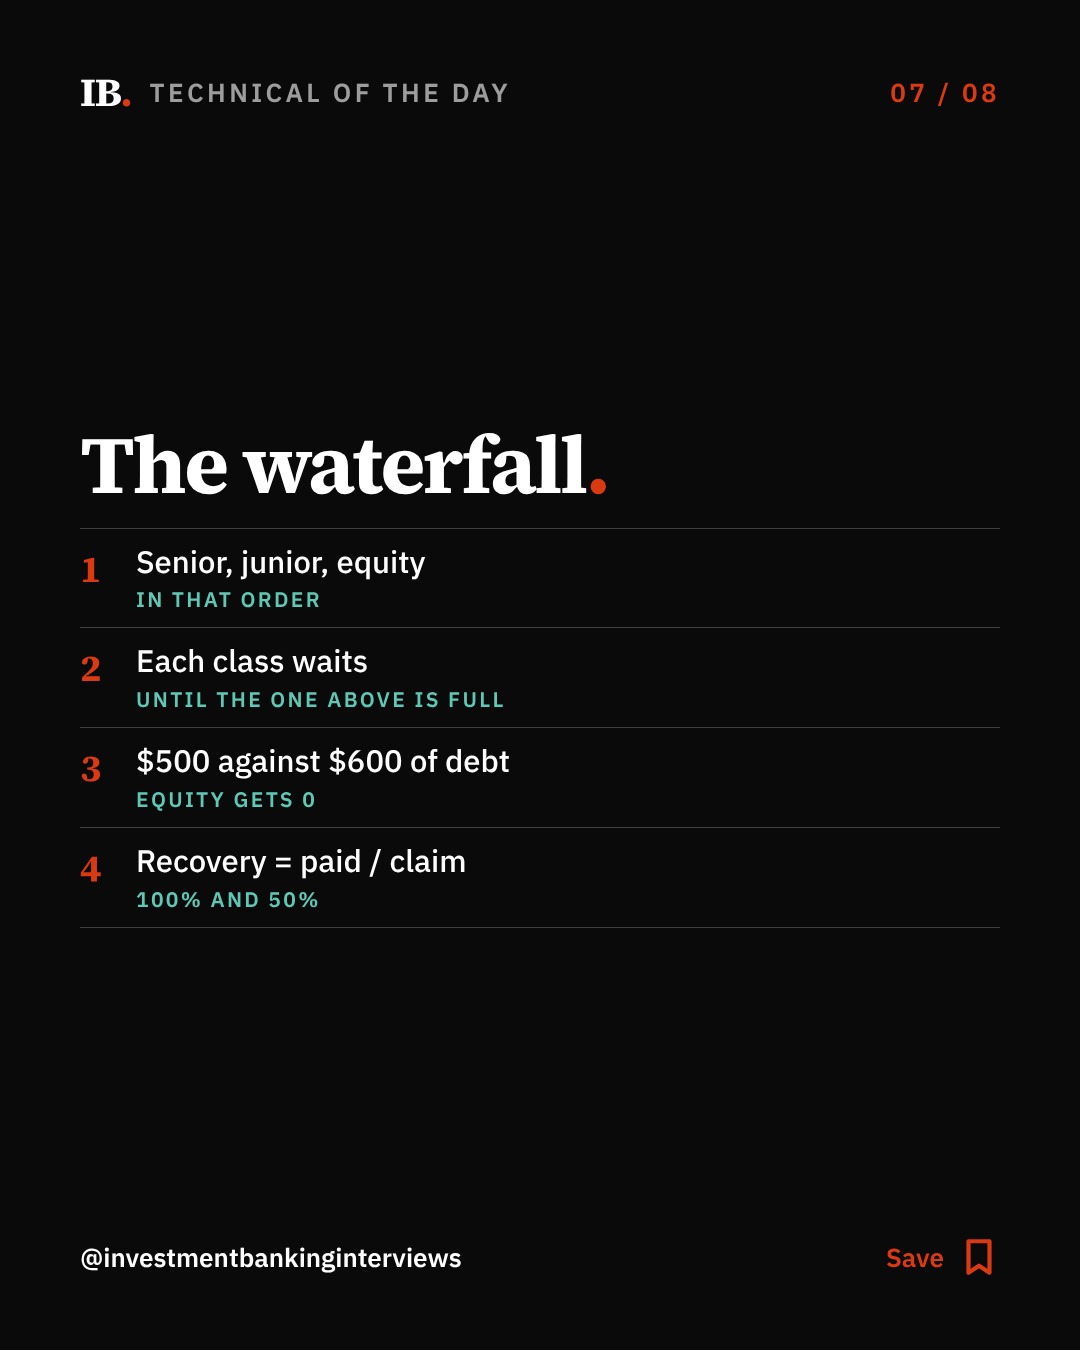 IB. TECHNICAL OF THE DAY
07 / 08
The waterfall.
1 Senior, junior, equity
IN THAT ORDER
2 Each class waits
UNTIL THE ONE ABOVE IS FULL
3 $500 against $600 of debt
EQUITY GETS 0
4 Recovery = paid / claim
100% AND 50%
@investmentbankinginterviews
Save